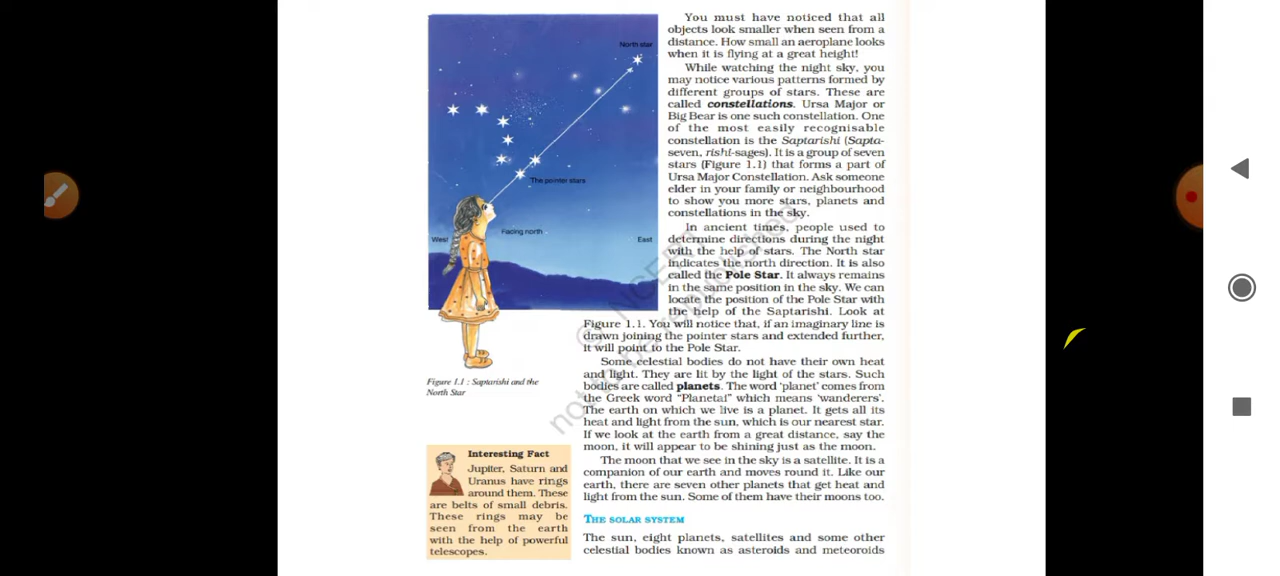 North star
The pointer stars
Facing north
West
East
Figure 1.1 : Saptarishi and the
North Star
Interesting Fact
Jupiter, Saturn and
Uranus have rings
around them. These
are belts of small debris.
These rings may be
seen from the earth
with the help of powerful
telescopes.
You must have noticed that all
objects look smaller when seen from a
distance. How small an aeroplane looks
when it is flying at a great height!
While watching the night sky, you
may notice various patterns formed by
different groups of stars. These are
called constellations. Ursa Major or
Big Bear is one such constellation. One
of the most easily recognisable
constellation is the Saptarishi (Sapta-
seven, rishi-sages). It is a group of seven
stars (Figure 1.1) that forms a part of
Ursa Major Constellation. Ask someone
elder in your family or neighbourhood
to show you more stars, planets and
constellations in the sky.
In ancient times, people used to
determine directions during the night
with the help of stars. The North star
indicates the north direction. It is also
called the Pole Star. It always remains
in the same position in the sky. We can
locate the position of the Pole Star with
the help of the Saptarishi. Look at
Figure 1.1. You will notice that, if an imaginary line is
drawn joining the pointer stars and extended further,
it will point to the Pole Star.
Some celestial bodies do not have their own heat
and light. They are lit by the light of the stars. Such
bodies are called planets. The word ‘planet’ comes from
the Greek word “Planetai” which means ‘wanderers’.
The earth on which we live is a planet. It gets all its
heat and light from the sun, which is our nearest star.
If we look at the earth from a great distance, say the
moon, it will appear to be shining just as the moon.
The moon that we see in the sky is a satellite. It is a
companion of our earth and moves round it. Like our
earth, there are seven other planets that get heat and
light from the sun. Some of them have their moons too.
THE SOLAR SYSTEM
The sun, eight planets, satellites and some other
celestial bodies known as asteroids and meteoroids
© NCERT
not to be republished